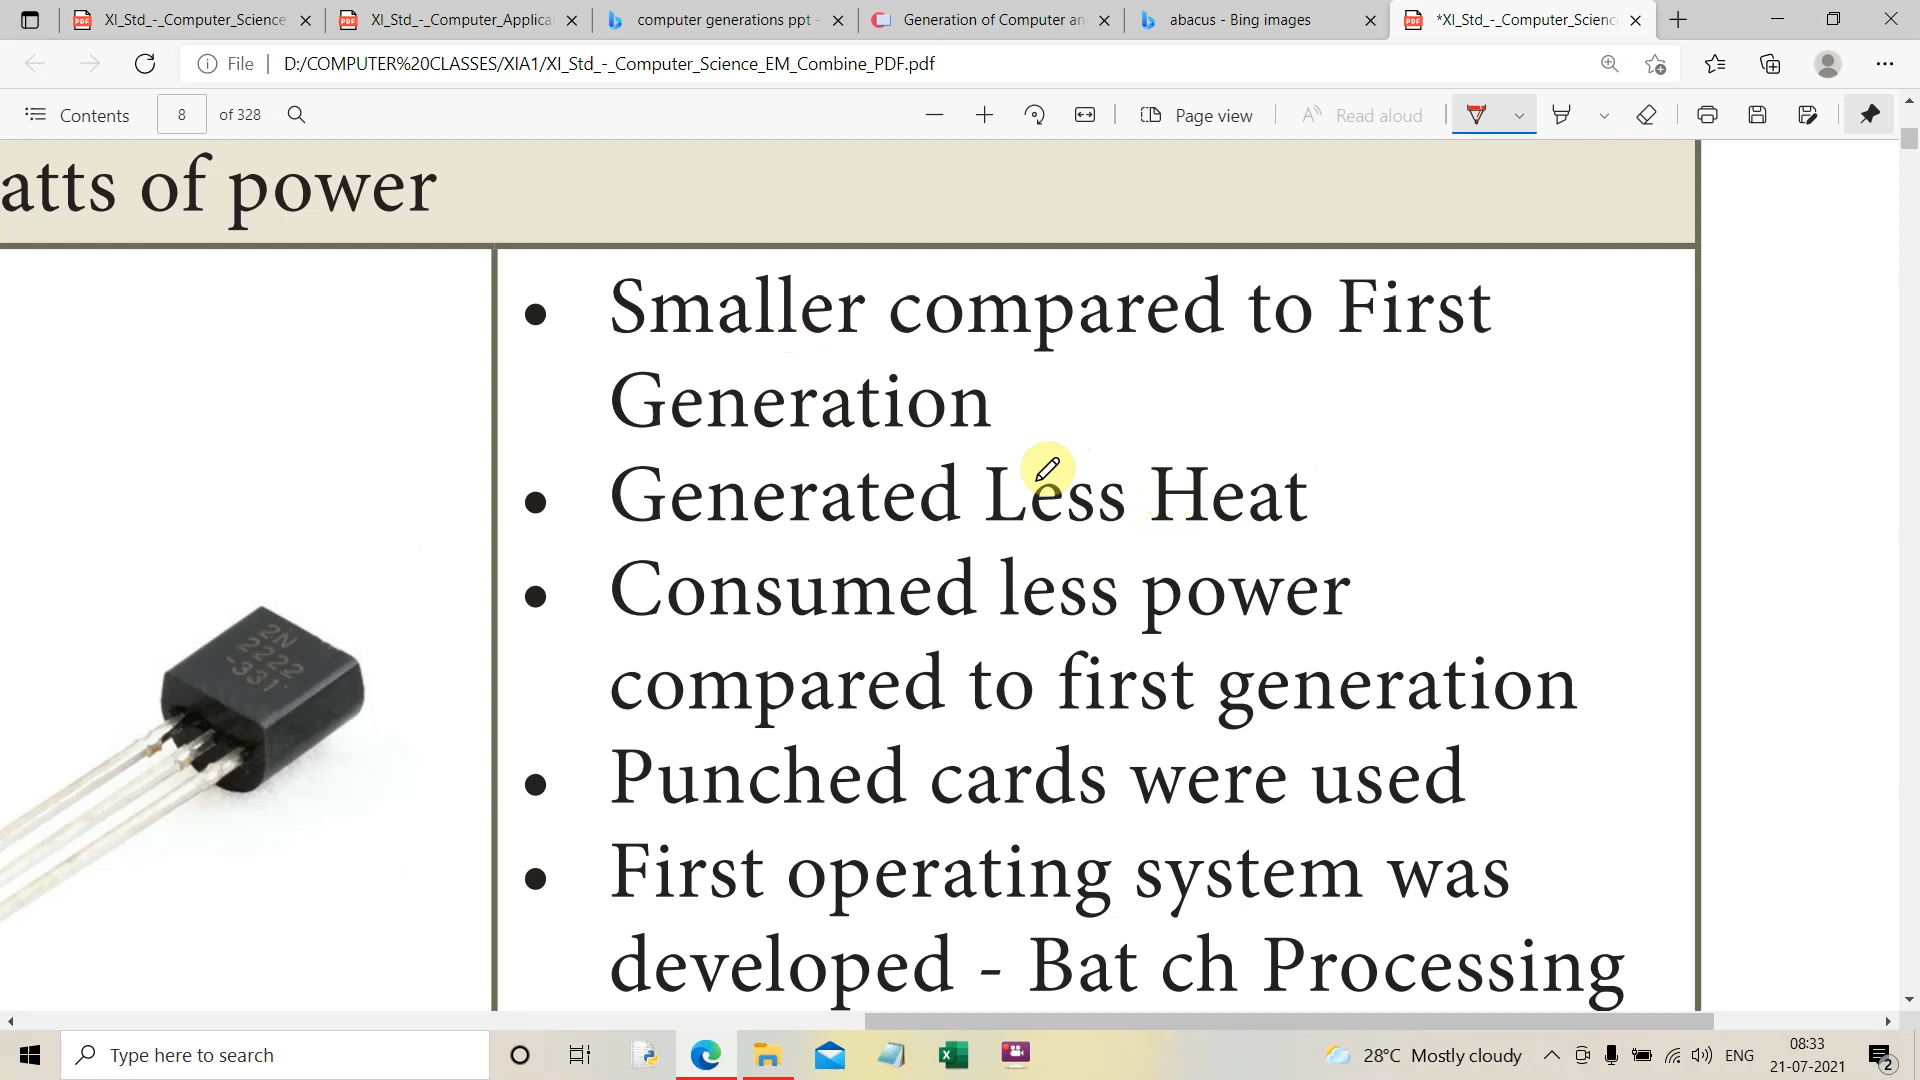 XI_Std_-_Computer_Science
XI_Std_-_Computer_Applica
computer generations ppt -
Generation of Computer an
abacus - Bing images
*XI_Std_-_Computer_Scienc
File
D:/COMPUTER%20CLASSES/XIA1/XI_Std_-_Computer_Science_EM_Combine_PDF.pdf
Contents
8
of 328
Page view
Read aloud
atts of power
• Smaller compared to First
Generation
• Generated Less Heat
• Consumed less power
compared to first generation
• Punched cards were used
• First operating system was
developed - Bat ch Processing
2N
2222
-331
Type here to search
28°C Mostly cloudy
ENG
08:33
21-07-2021
2